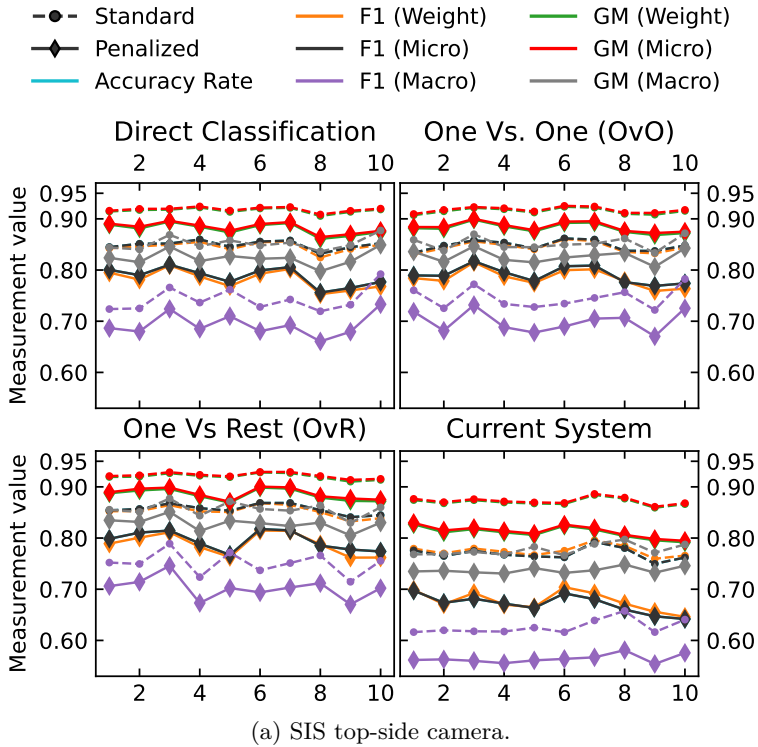 Standard F1 (Weight) GM (Weight)
Penalized F1 (Micro) GM (Micro)
Accuracy Rate F1 (Macro) GM (Macro)
Direct Classification One Vs. One (OvO)
2 4 6 8 10 2 4 6 8 10
0.95 0.95
0.90 0.90
0.80 0.80
0.70 0.70
0.60 0.60
Measurement value
One Vs Rest (OvR) Current System
0.95 0.95
0.90 0.90
0.80 0.80
0.70 0.70
0.60 0.60
Measurement value
2 4 6 8 10 2 4 6 8 10
(a) SIS top-side camera.